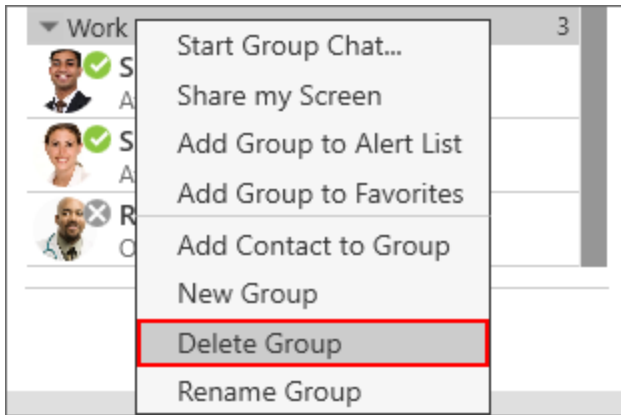 Work 3
S
A
S
A
R
O
Start Group Chat...
Share my Screen
Add Group to Alert List
Add Group to Favorites
Add Contact to Group
New Group
Delete Group
Rename Group